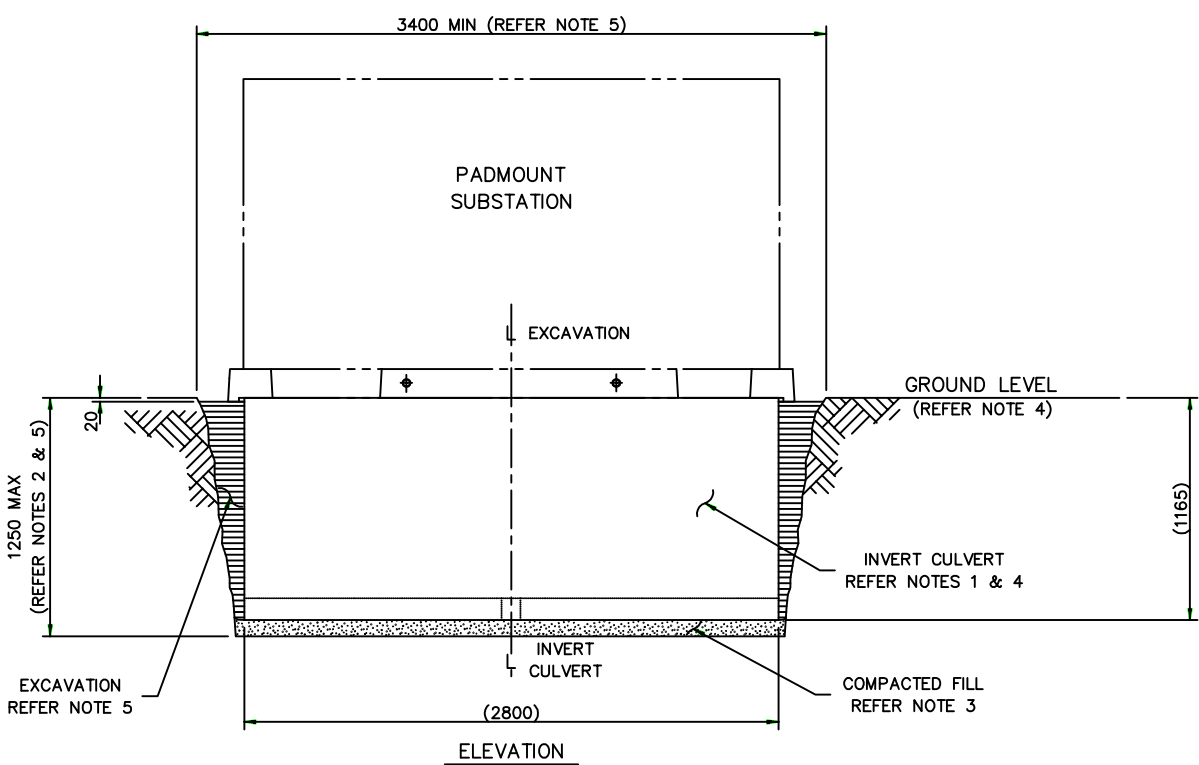 3400 MIN (REFER NOTE 5)
PADMOUNT
SUBSTATION
EXCAVATION
GROUND LEVEL
(REFER NOTE 4)
20
1250 MAX
(REFER NOTES 2 & 5)
(1165)
INVERT CULVERT
REFER NOTES 1 & 4
INVERT
CULVERT
EXCAVATION
REFER NOTE 5
COMPACTED FILL
REFER NOTE 3
(2800)
ELEVATION